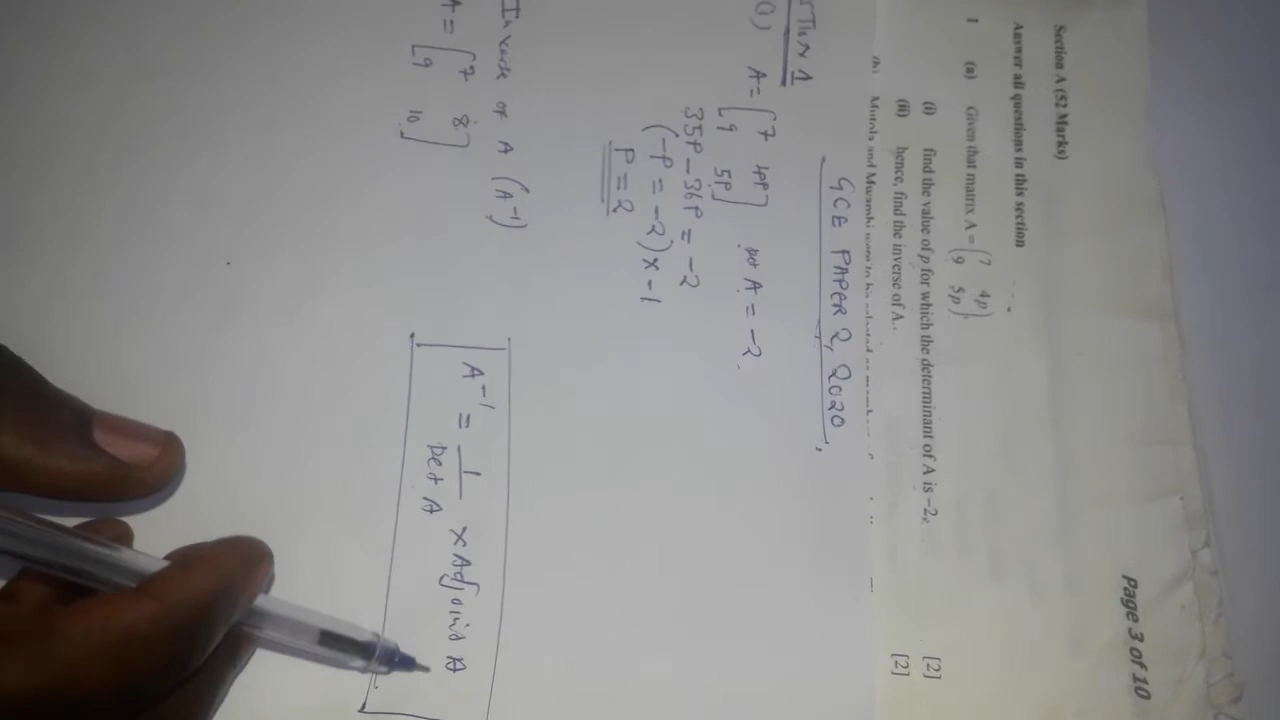 Page 3 of 10
Section A (52 Marks)
Answer all questions in this section
1 (a) Given that matrix A = (7 4p
9 5p),
(i) find the value of p for which the determinant of A is −2, [2]
(ii) hence, find the inverse of A. [2]
GCE PAPER 2, 2020,
A = [7 4P
9 5P] Det A = -2.
35P - 36P = -2
(-P = -2) x -1
P = 2
Inverse of A (A⁻¹)
A = [7 8
9 10]
A⁻¹ = 1 x Adjoint A
Det A